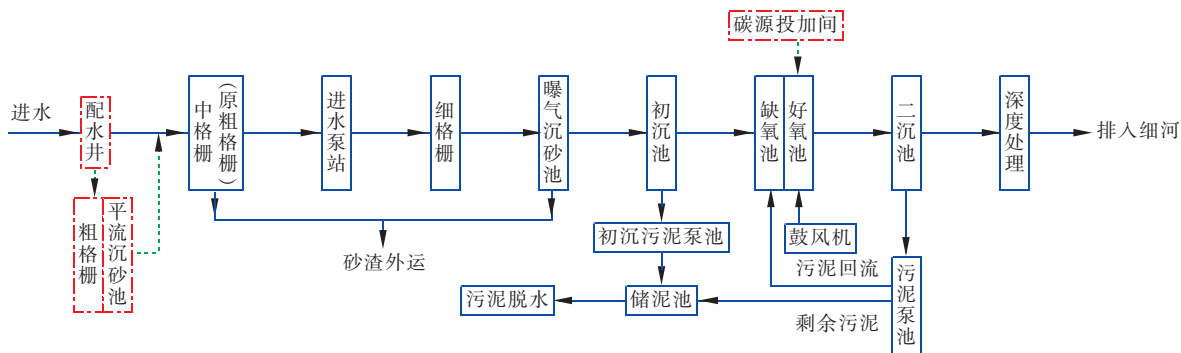 碳源投加间
进水
配水井
中格栅
(原粗格栅)
进水泵站
细格栅
曝气沉砂池
初沉池
缺氧池
好氧池
二沉池
深度处理
排入细河
粗格栅
平流沉砂池
砂渣外运
初沉污泥泵池
鼓风机
污泥回流
污泥脱水
储泥池
剩余污泥
污泥泵池